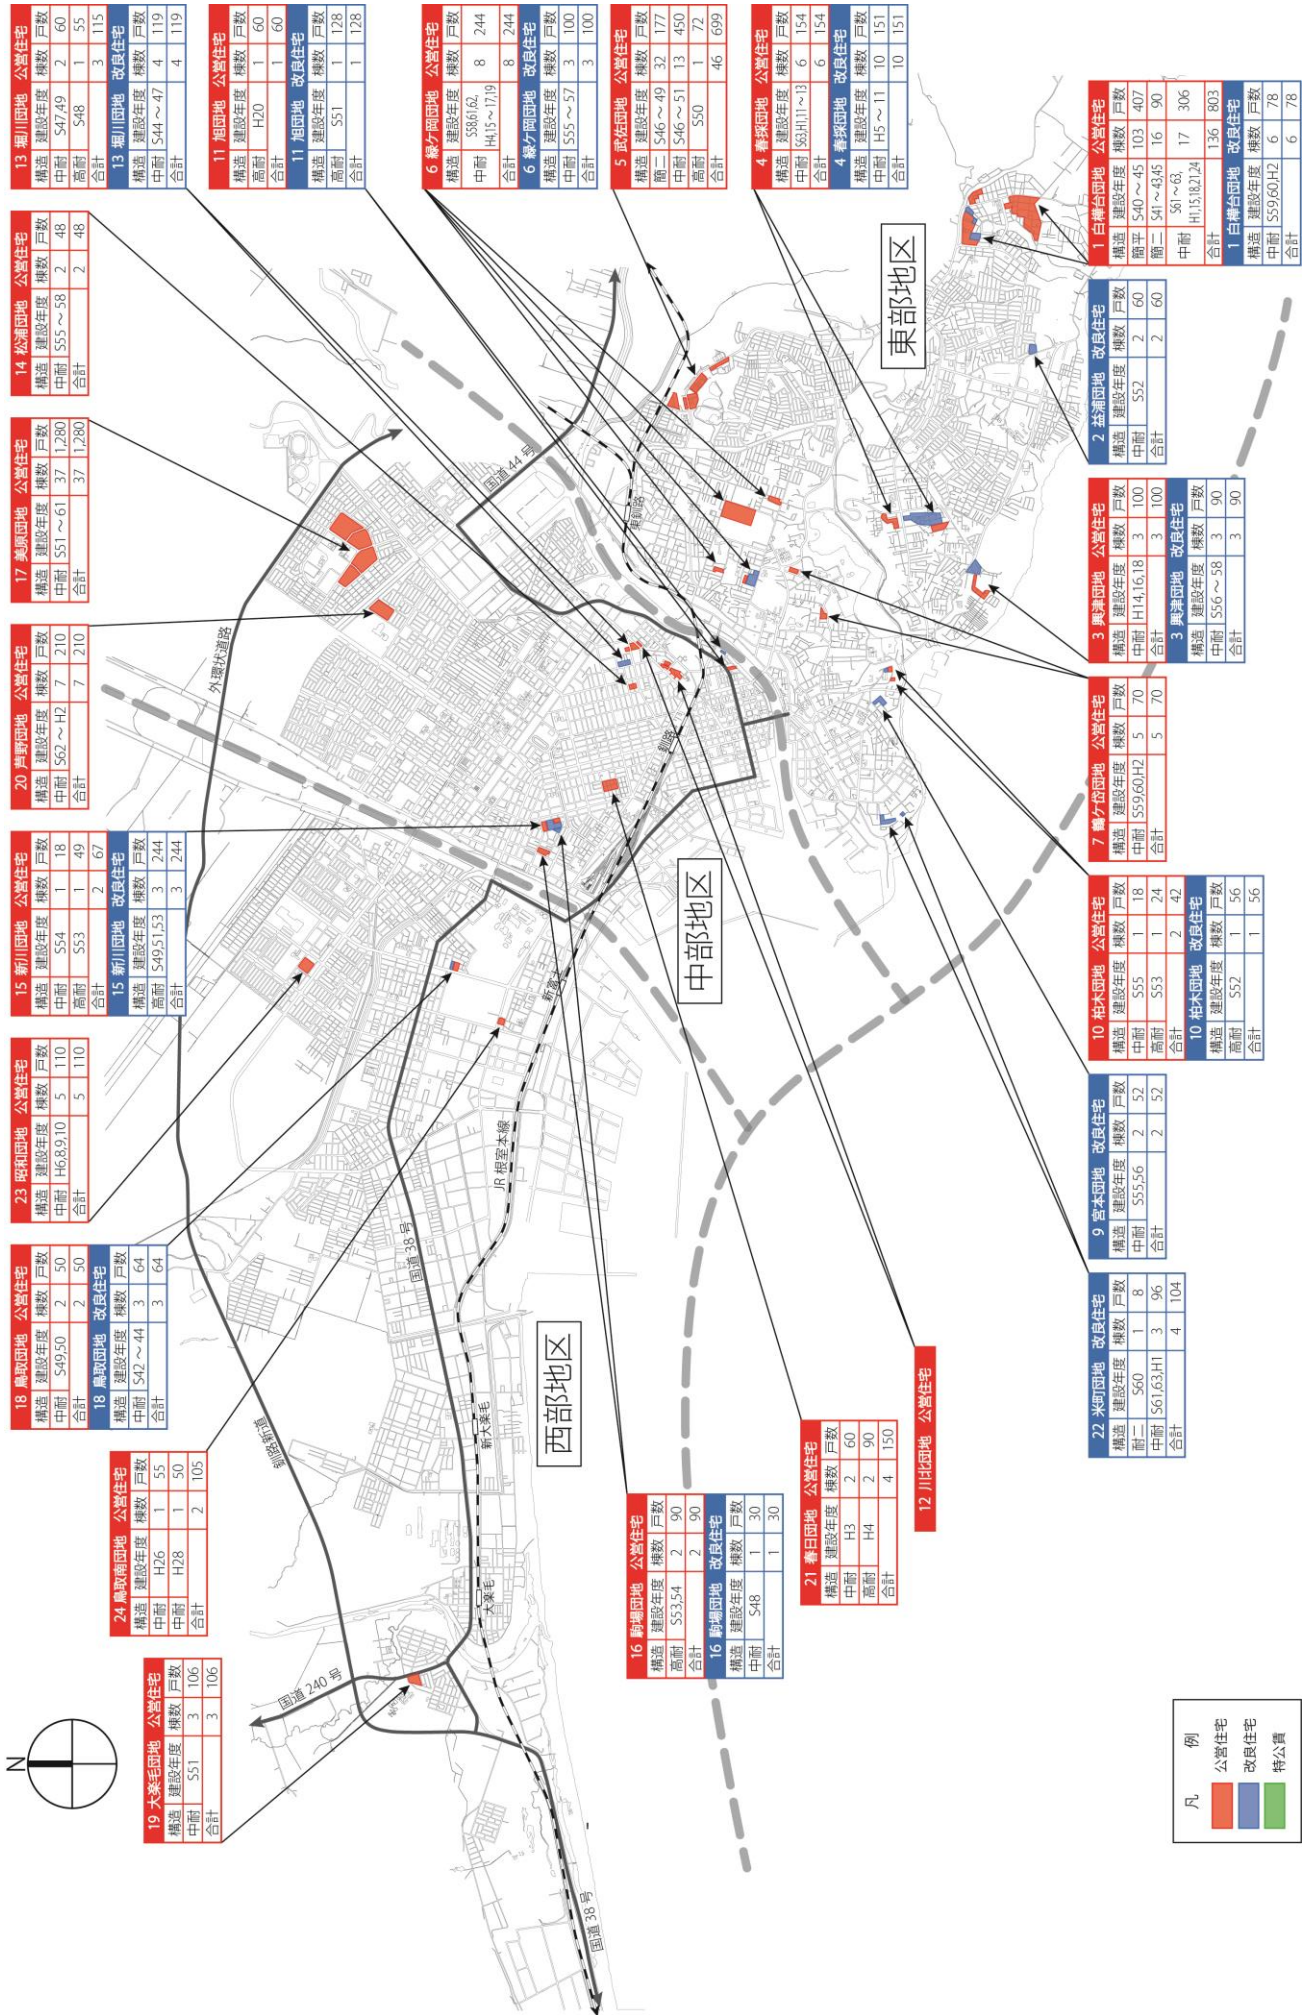 13 堀川団地 公営住宅
構造 建設年度 棟数 戸数
中耐 S47,49 2 60
高耐 S48 1 55
合計 3 115
13 堀川団地 改良住宅
構造 建設年度 棟数 戸数
中耐 S44～47 4 119
合計 4 119
11 旭団地 公営住宅
構造 建設年度 棟数 戸数
高耐 H20 1 60
合計 1 60
11 旭団地 改良住宅
構造 建設年度 棟数 戸数
高耐 S51 1 128
合計 1 128
6 緑ケ岡団地 公営住宅
構造 建設年度 棟数 戸数
中耐 S58,61,62, H4,15～17,19 8 244
合計 8 244
6 緑ケ岡団地 改良住宅
構造 建設年度 棟数 戸数
中耐 S55～57 3 100
合計 3 100
5 武佐団地 公営住宅
構造 建設年度 棟数 戸数
簡二 S46～49 32 177
中耐 S46～51 13 450
高耐 S50 1 72
合計 46 699
4 春採団地 公営住宅
構造 建設年度 棟数 戸数
中耐 S63,H1,11～13 6 154
合計 6 154
4 春採団地 改良住宅
構造 建設年度 棟数 戸数
中耐 H5～11 10 151
合計 10 151
1 白樺台団地 公営住宅
構造 建設年度 棟数 戸数
簡平 S40～45 103 407
簡二 S41～43,45 16 90
中耐 S61～63, H1,15,18,21,24 17 306
合計 136 803
1 白樺台団地 改良住宅
構造 建設年度 棟数 戸数
中耐 S59,60,H2 6 78
合計 6 78
14 松浦団地 公営住宅
構造 建設年度 棟数 戸数
中耐 S55～58 2 48
合計 2 48
17 美原団地 公営住宅
構造 建設年度 棟数 戸数
中耐 S51～61 37 1,280
合計 37 1,280
20 芦野団地 公営住宅
構造 建設年度 棟数 戸数
中耐 S62～H2 7 210
合計 7 210
15 新川団地 公営住宅
構造 建設年度 棟数 戸数
中耐 S54 1 18
高耐 S53 1 49
合計 2 67
15 新川団地 改良住宅
構造 建設年度 棟数 戸数
高耐 S49,51,53 3 244
合計 3 244
23 昭和団地 公営住宅
構造 建設年度 棟数 戸数
中耐 H6,8,9,10 5 110
合計 5 110
18 鳥取団地 公営住宅
構造 建設年度 棟数 戸数
中耐 S49,50 2 50
合計 2 50
18 鳥取団地 改良住宅
構造 建設年度 棟数 戸数
中耐 S42～44 3 64
合計 3 64
24 鳥取南団地 公営住宅
構造 建設年度 棟数 戸数
中耐 H26 1 55
中耐 H28 1 50
合計 2 105
19 大楽毛団地 公営住宅
構造 建設年度 棟数 戸数
中耐 S51 3 106
合計 3 106
N
外環状道路
国道44号
東釧路
釧路
新富士
JR根室本線
国道38号
釧路新道
新大楽毛
大楽毛
国道240号
国道38号
東部地区
中部地区
西部地区
2 益浦団地 改良住宅
構造 建設年度 棟数 戸数
中耐 S52 2 60
合計 2 60
3 興津団地 公営住宅
構造 建設年度 棟数 戸数
中耐 H14,16,18 3 100
合計 3 100
3 興津団地 改良住宅
構造 建設年度 棟数 戸数
中耐 S56～58 3 90
合計 3 90
7 鶴ケ岱団地 公営住宅
構造 建設年度 棟数 戸数
中耐 S59,60,H2 5 70
合計 5 70
10 柏木団地 公営住宅
構造 建設年度 棟数 戸数
中耐 S55 1 18
高耐 S53 1 24
合計 2 42
10 柏木団地 改良住宅
構造 建設年度 棟数 戸数
高耐 S52 1 56
合計 1 56
9 宮本団地 改良住宅
構造 建設年度 棟数 戸数
中耐 S55,56 2 52
合計 2 52
22 米町団地 改良住宅
構造 建設年度 棟数 戸数
耐二 S60 1 8
中耐 S61,63,H1 3 96
合計 4 104
12 川北団地 公営住宅
21 春日団地 公営住宅
構造 建設年度 棟数 戸数
中耐 H3 2 60
高耐 H4 2 90
合計 4 150
16 駒場団地 公営住宅
構造 建設年度 棟数 戸数
高耐 S53,54 2 90
合計 2 90
16 駒場団地 改良住宅
構造 建設年度 棟数 戸数
中耐 S48 1 30
合計 1 30
凡 例
公営住宅
改良住宅
特公賃